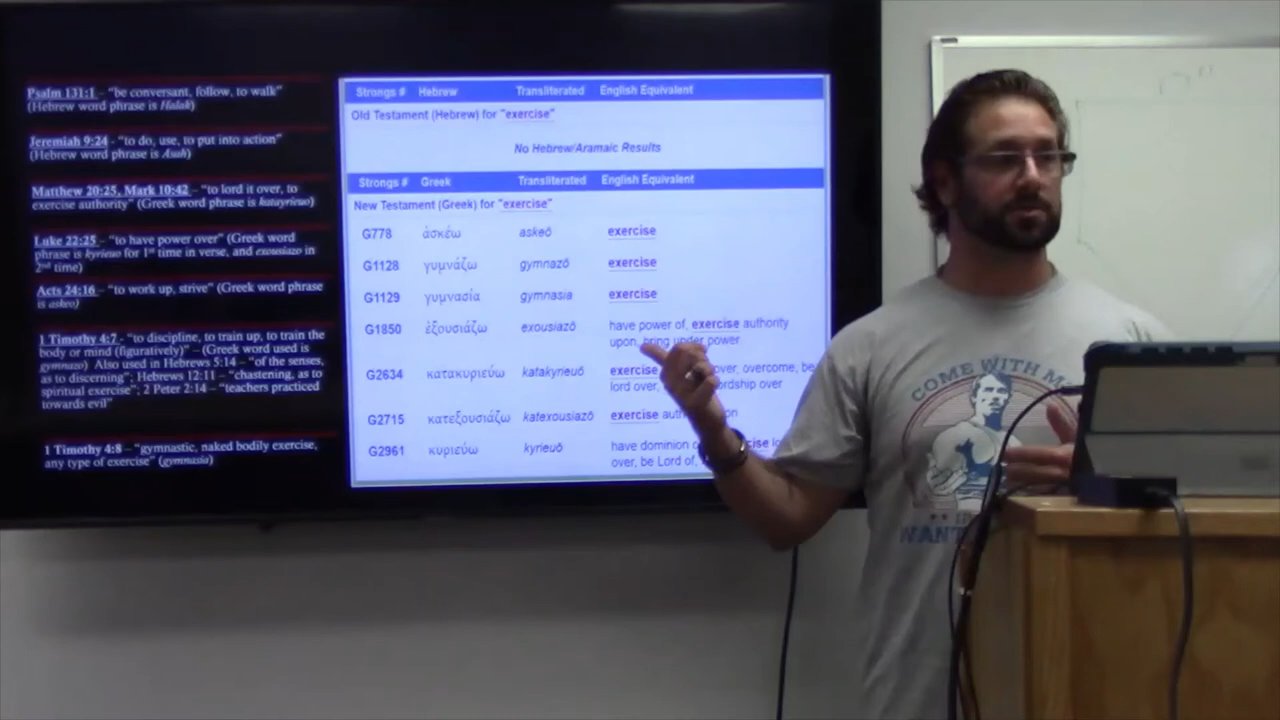 Psalm 131:1 – “be conversant, follow, to walk”
(Hebrew word phrase is Halak)
Jeremiah 9:24 - “to do, use, to put into action”
(Hebrew word phrase is Asah)
Matthew 20:25, Mark 10:42 – “to lord it over, to
exercise authority” (Greek word phrase is katayrieuo)
Luke 22:25 – “to have power over” (Greek word
phrase is kyrieuo for 1st time in verse, and exousiazo in
2nd time)
Acts 24:16 – “to work up, strive” (Greek word phrase
is askeo)
1 Timothy 4:7 - “to discipline, to train up, to train the
body or mind (figuratively)” – (Greek word used is
gymnazo) Also used in Hebrews 5:14 – “of the senses,
as to discerning”; Hebrews 12:11 – “chastening, as to
spiritual exercise”; 2 Peter 2:14 – “teachers practiced
towards evil”
1 Timothy 4:8 – “gymnastic, naked bodily exercise,
any type of exercise” (gymnasia)
Strongs # Hebrew Transliterated English Equivalent
Old Testament (Hebrew) for "exercise"
No Hebrew/Aramaic Results
Strongs # Greek Transliterated English Equivalent
New Testament (Greek) for "exercise"
G778 ἀσκέω askeō exercise
G1128 γυμνάζω gymnazō exercise
G1129 γυμνασία gymnasia exercise
G1850 ἐξουσιάζω exousiazō have power of, exercise authority
upon, bring under power
G2634 κατακυριεύω katakyrieuō exercise over, overcome, be
lord over, lordship over
G2715 κατεξουσιάζω katexousiazō exercise
G2961 κυριεύω kyrieuō have dominion
over, be Lord of,
COME WITH ME
WANT